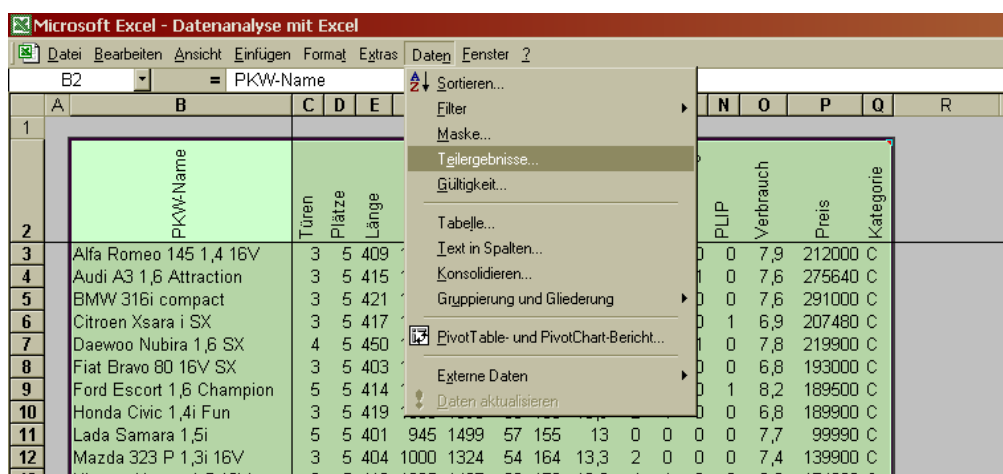 Microsoft Excel - Datenanalyse mit Excel
Datei Bearbeiten Ansicht Einfügen Format Extras Daten Fenster ?
B2 = PKW-Name
A B C D E N O P Q R
1
2 PKW-Name Türen Plätze Länge PLIP Verbrauch Preis Kategorie
Sortieren...
Filter
Maske...
Teilergebnisse...
Gültigkeit...
Tabelle...
Text in Spalten...
Konsolidieren...
Gruppierung und Gliederung
PivotTable- und PivotChart-Bericht...
Externe Daten
Daten aktualisieren
3 Alfa Romeo 145 1,4 16V 3 5 409 0 7,9 212000 C
4 Audi A3 1,6 Attraction 3 5 415 0 7,6 275640 C
5 BMW 316i compact 3 5 421 0 7,6 291000 C
6 Citroen Xsara i SX 3 5 417 1 6,9 207480 C
7 Daewoo Nubira 1,6 SX 4 5 450 0 7,8 219900 C
8 Fiat Bravo 80 16V SX 3 5 403 0 6,8 193000 C
9 Ford Escort 1,6 Champion 5 5 414 1 8,2 189500 C
10 Honda Civic 1,4i Fun 3 5 419 0 6,8 189900 C
11 Lada Samara 1,5i 5 5 401 945 1499 57 155 13 0 0 0 0 7,7 99990 C
12 Mazda 323 P 1,3i 16V 3 5 404 1000 1324 54 164 13,3 2 0 0 0 7,4 139900 C